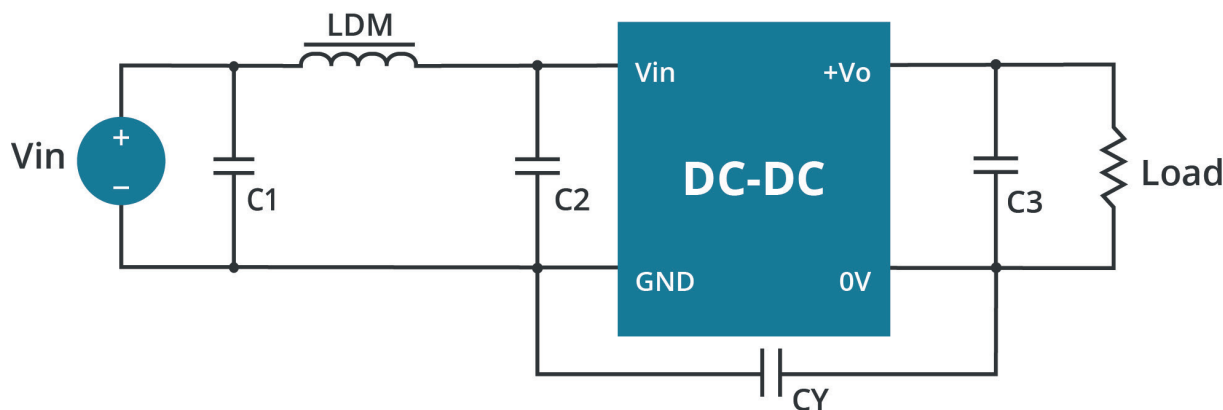 LDM
Vin
+
−
C1
C2
Vin
+Vo
DC-DC
GND
0V
C3
Load
CY